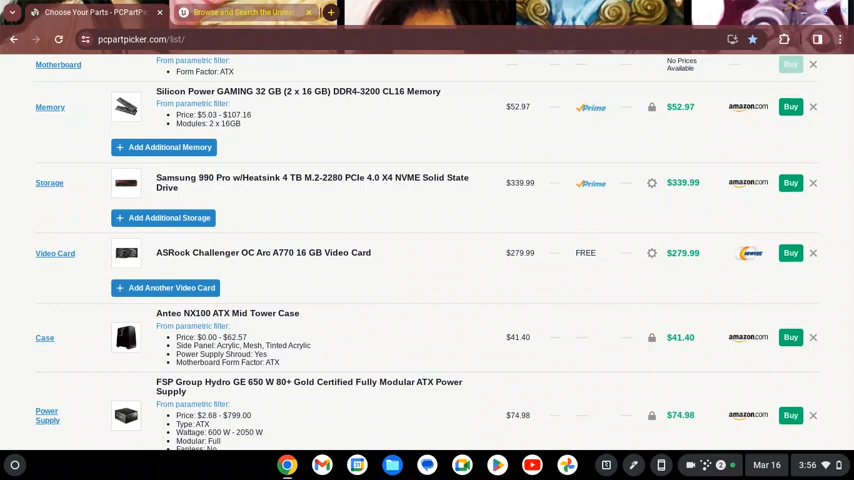 Choose Your Parts - PCPartPi
Browse and Search the Unrea
pcpartpicker.com/list/
Motherboard
From parametric filter:
Form Factor: ATX
No Prices Available
Buy
Memory
Silicon Power GAMING 32 GB (2 x 16 GB) DDR4-3200 CL16 Memory
From parametric filter:
Price: $5.03 - $107.16
Modules: 2 x 16GB
$52.97
Prime
$52.97
amazon.com
Buy
+ Add Additional Memory
Storage
Samsung 990 Pro w/Heatsink 4 TB M.2-2280 PCIe 4.0 X4 NVME Solid State
Drive
$339.99
Prime
$339.99
amazon.com
Buy
+ Add Additional Storage
Video Card
ASRock Challenger OC Arc A770 16 GB Video Card
$279.99
FREE
$279.99
newegg
Buy
+ Add Another Video Card
Case
Antec NX100 ATX Mid Tower Case
From parametric filter:
Price: $0.00 - $62.57
Side Panel: Acrylic, Mesh, Tinted Acrylic
Power Supply Shroud: Yes
Motherboard Form Factor: ATX
$41.40
$41.40
amazon.com
Buy
Power
Supply
FSP Group Hydro GE 650 W 80+ Gold Certified Fully Modular ATX Power
Supply
From parametric filter:
Price: $2.68 - $799.00
Type: ATX
Wattage: 600 W - 2050 W
Modular: Full
Fanless: No
$74.98
$74.98
amazon.com
Buy
2
Mar 16
3:56